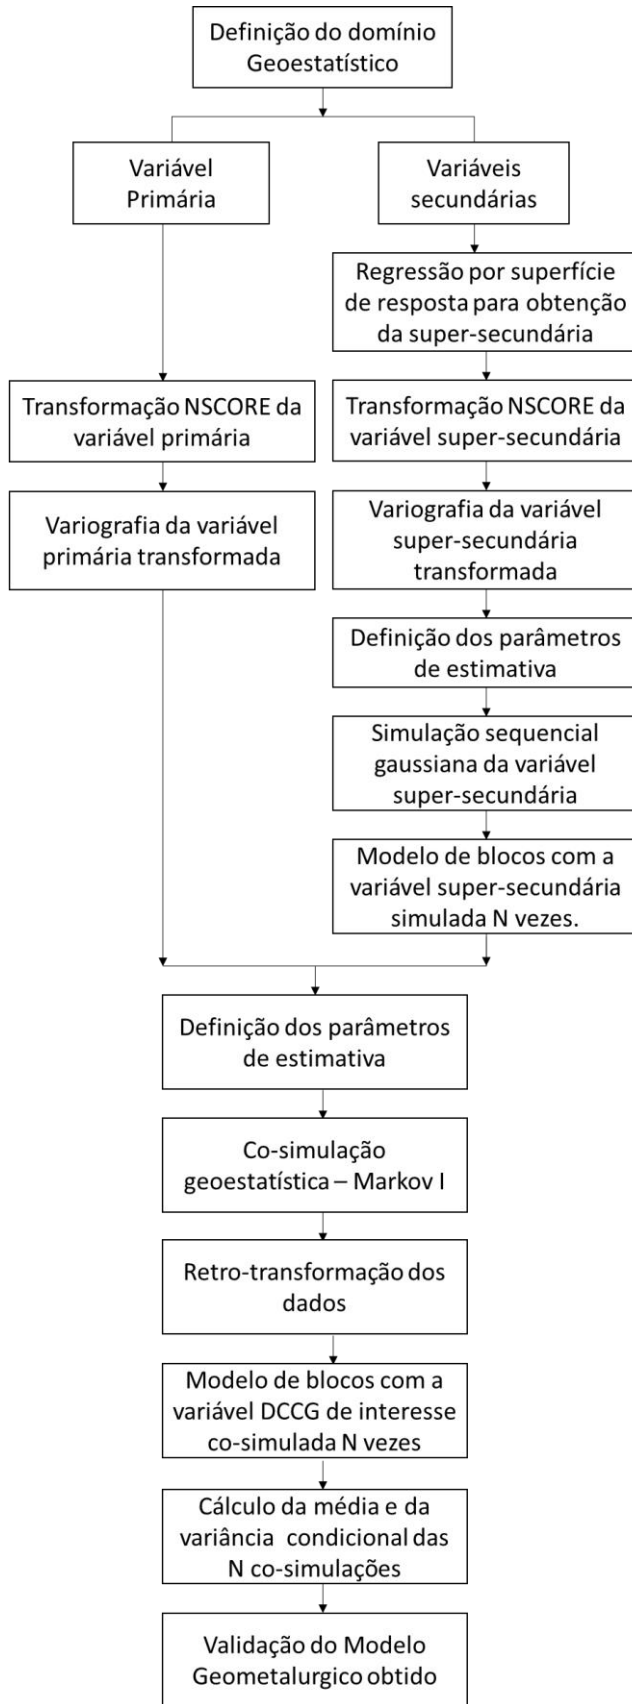 Definição do domínio
Geoestatístico
Variável
Primária
Variáveis
secundárias
Regressão por superfície
de resposta para obtenção
da super-secundária
Transformação NSCORE da
variável primária
Transformação NSCORE da
variável super-secundária
Variografia da variável
primária transformada
Variografia da variável
super-secundária
transformada
Definição dos parâmetros
de estimativa
Simulação sequencial
gaussiana da variável
super-secundária
Modelo de blocos com a
variável super-secundária
simulada N vezes.
Definição dos parâmetros
de estimativa
Co-simulação
geoestatística – Markov I
Retro-transformação dos
dados
Modelo de blocos com a
variável DCCG de interesse
co-simulada N vezes
Cálculo da média e da
variância condicional das
N co-simulações
Validação do Modelo
Geometalurgico obtido